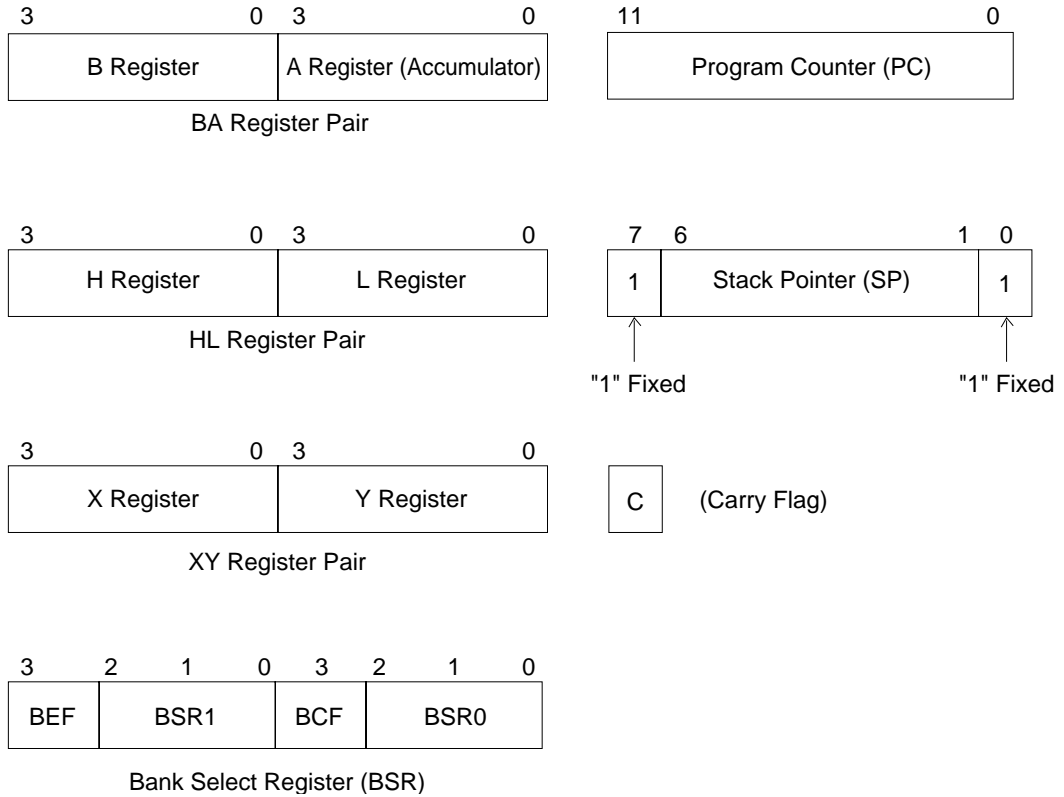 3 0 3 0
B Register A Register (Accumulator)
BA Register Pair
11 0
Program Counter (PC)
3 0 3 0
H Register L Register
HL Register Pair
7 6 1 0
1 Stack Pointer (SP) 1
"1" Fixed "1" Fixed
3 0 3 0
X Register Y Register
XY Register Pair
C (Carry Flag)
3 2 1 0 3 2 1 0
BEF BSR1 BCF BSR0
Bank Select Register (BSR)